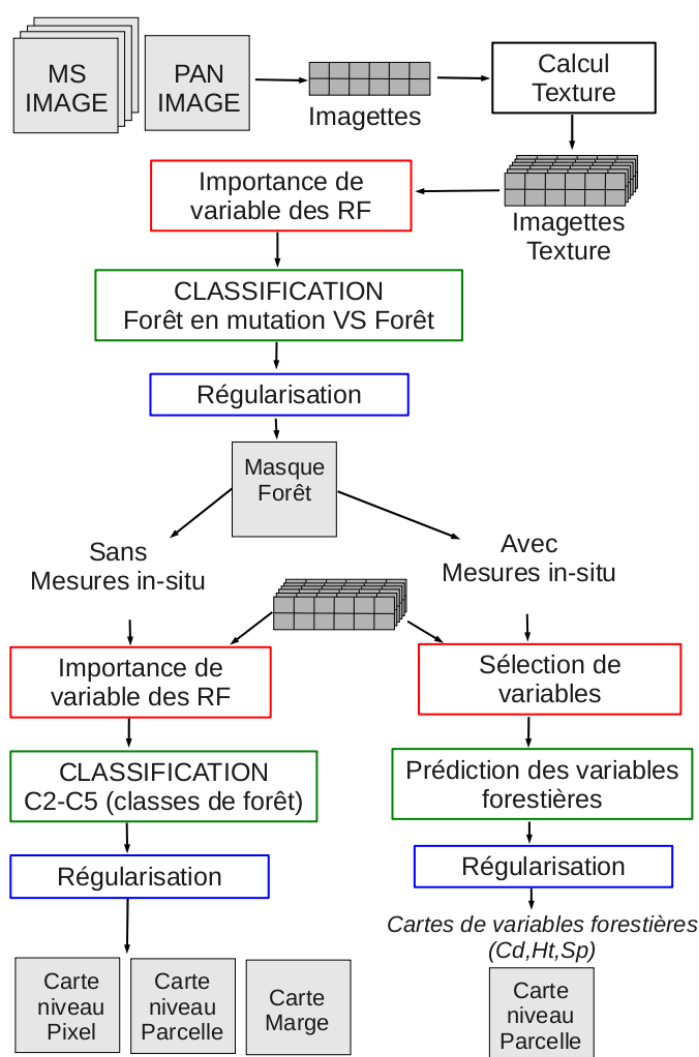 MS
IMAGE
PAN
IMAGE
Imagettes
Calcul
Texture
Importance de
variable des RF
Imagettes
Texture
CLASSIFICATION
Forêt en mutation VS Forêt
Régularisation
Masque
Forêt
Sans
Mesures in-situ
Avec
Mesures in-situ
Importance de
variable des RF
Sélection de
variables
CLASSIFICATION
C2-C5 (classes de forêt)
Prédiction des variables
forestières
Régularisation
Régularisation
Cartes de variables forestières
(Cd,Ht,Sp)
Carte
niveau
Pixel
Carte
niveau
Parcelle
Carte
Marge
Carte
niveau
Parcelle